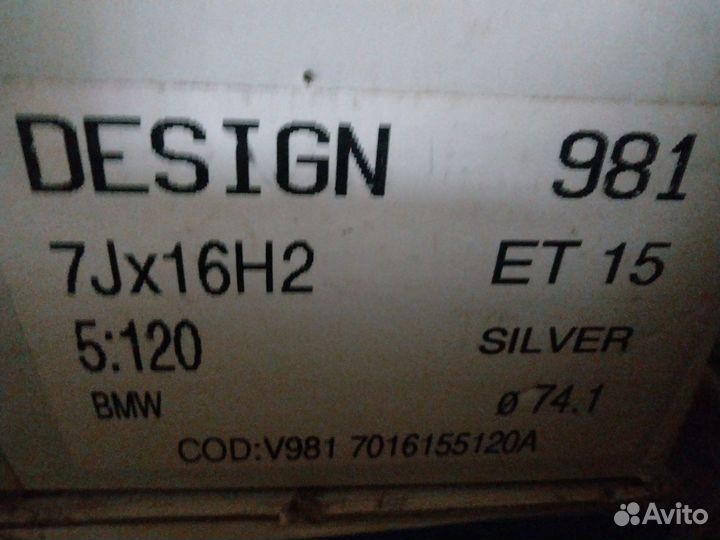 DESIGN 981
7Jx16H2 ET 15
5:120 SILVER
BMW ø 74.1
COD:V981 7016155120A
Avito